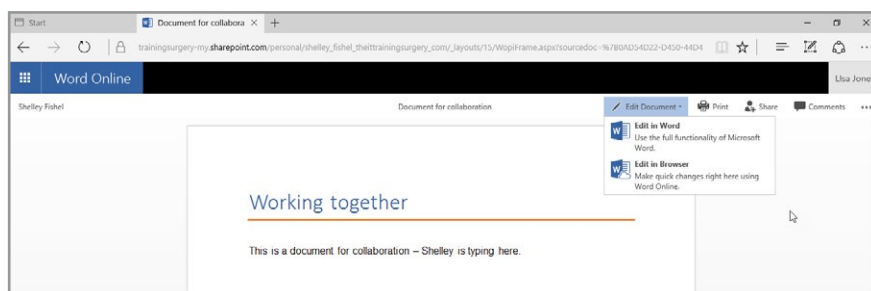 Start
Document for collabora
trainingsurgery-my.sharepoint.com/personal/shelley_fishel_theittrainingsurgery_com/_layouts/15/WopiFrame.aspx?sourcedoc=%7B0AD54D22-D450-44D4
Word Online
LIsa Jone
Shelley Fishel
Document for collaboration
Edit Document
Print
Share
Comments
Edit in Word
Use the full functionality of Microsoft
Word.
Edit in Browser
Make quick changes right here using
Word Online.
Working together
This is a document for collaboration – Shelley is typing here.